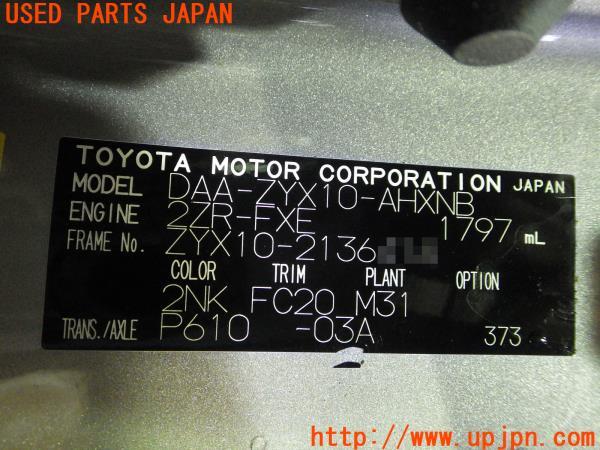 USED PARTS JAPAN
TOYOTA MOTOR CORPORATION JAPAN
MODEL DAA-ZYX10-AHXNB
ENGINE 2ZR-FXE 1797 mL
FRAME No. ZYX10-2136
COLOR TRIM PLANT OPTION
2NK FC20 M31
TRANS./AXLE P610 -03A 373
http://www.upjpn.com/